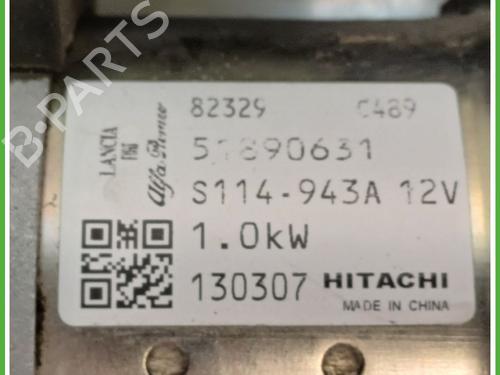 B-PARTS
82329 C489
LANCIA
FIAT
Alfa Romeo
51890631
S114-943A 12V
1.0kW
130307 HITACHI
MADE IN CHINA